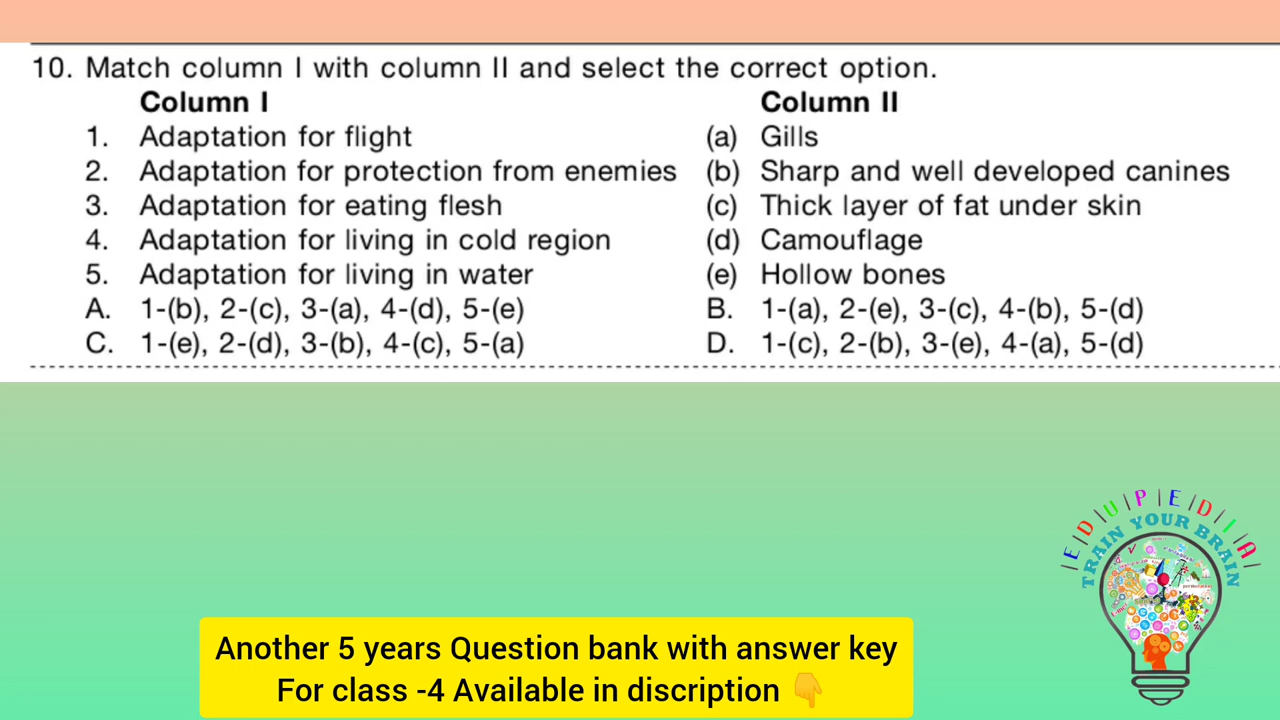 10. Match column I with column II and select the correct option.
Column I Column II
1. Adaptation for flight (a) Gills
2. Adaptation for protection from enemies (b) Sharp and well developed canines
3. Adaptation for eating flesh (c) Thick layer of fat under skin
4. Adaptation for living in cold region (d) Camouflage
5. Adaptation for living in water (e) Hollow bones
A. 1-(b), 2-(c), 3-(a), 4-(d), 5-(e) B. 1-(a), 2-(e), 3-(c), 4-(b), 5-(d)
C. 1-(e), 2-(d), 3-(b), 4-(c), 5-(a) D. 1-(c), 2-(b), 3-(e), 4-(a), 5-(d)
|E|D|U|P|E|D|I|A|
TRAIN YOUR BRAIN
Another 5 years Question bank with answer key
For class -4 Available in discription 👇